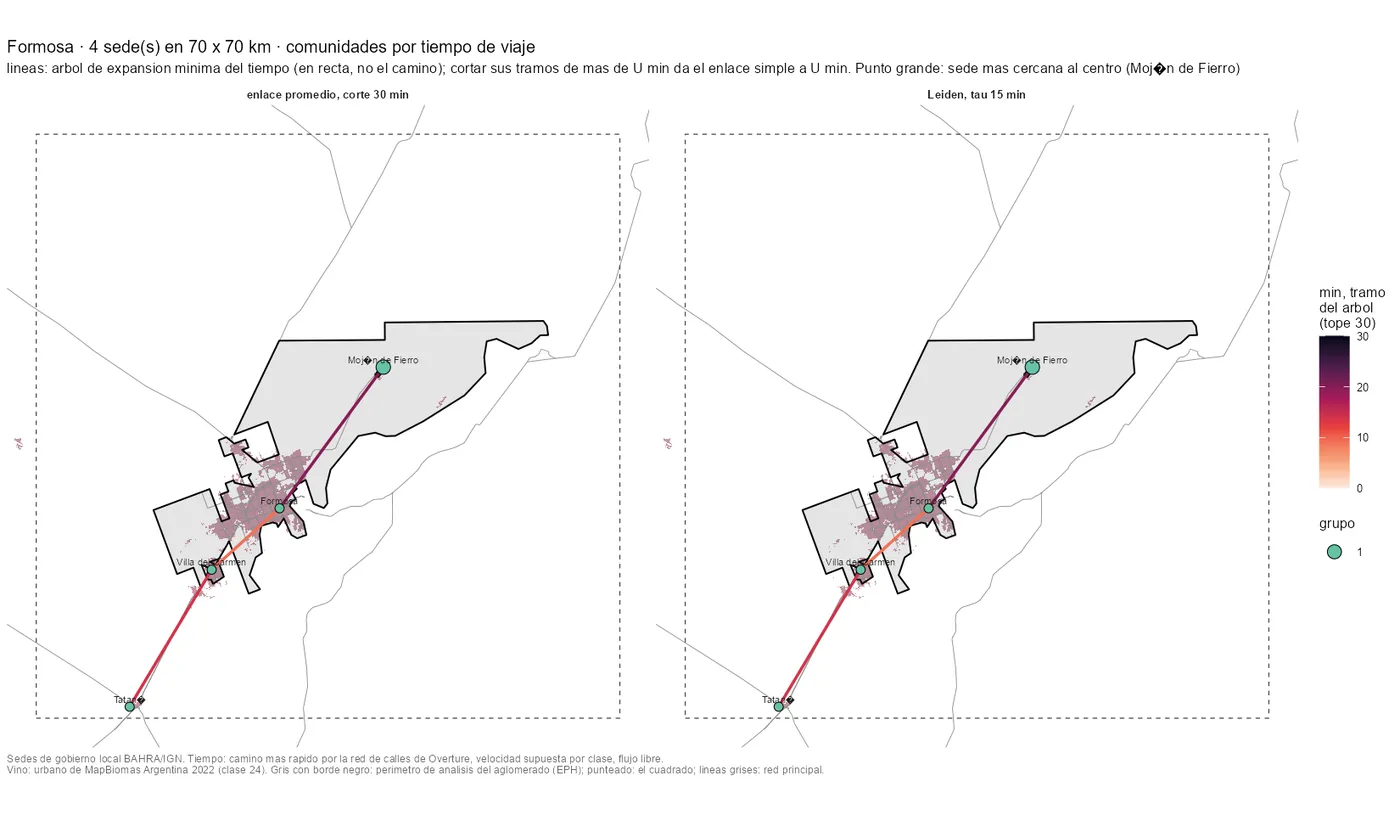 Formosa · 4 sede(s) en 70 x 70 km · comunidades por tiempo de viaje
lineas: arbol de expansion minima del tiempo (en recta, no el camino); cortar sus tramos de mas de U min da el enlace simple a U min. Punto grande: sede mas cercana al centro (Moj�n de Fierro)
enlace promedio, corte 30 min
Moj�n de Fierro
Formosa
Villa del Carmen
Tatan�
Leiden, tau 15 min
Moj�n de Fierro
Formosa
Villa del Carmen
Tatan�
min, tramo
del arbol
(tope 30)
30
20
10
0
grupo
1
Sedes de gobierno local BAHRA/IGN. Tiempo: camino mas rapido por la red de calles de Overture, velocidad supuesta por clase, flujo libre.
Vino: urbano de MapBiomas Argentina 2022 (clase 24). Gris con borde negro: perimetro de analisis del aglomerado (EPH); punteado: el cuadrado; lineas grises: red principal.